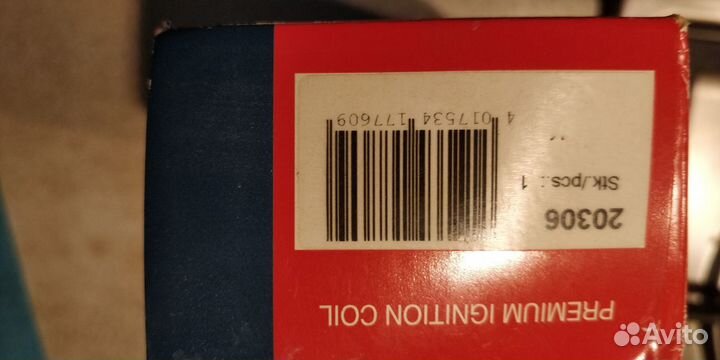 PREMIUM IGNITION COIL
20306
Stk./pcs.: 1
4 017534 177609
Avito